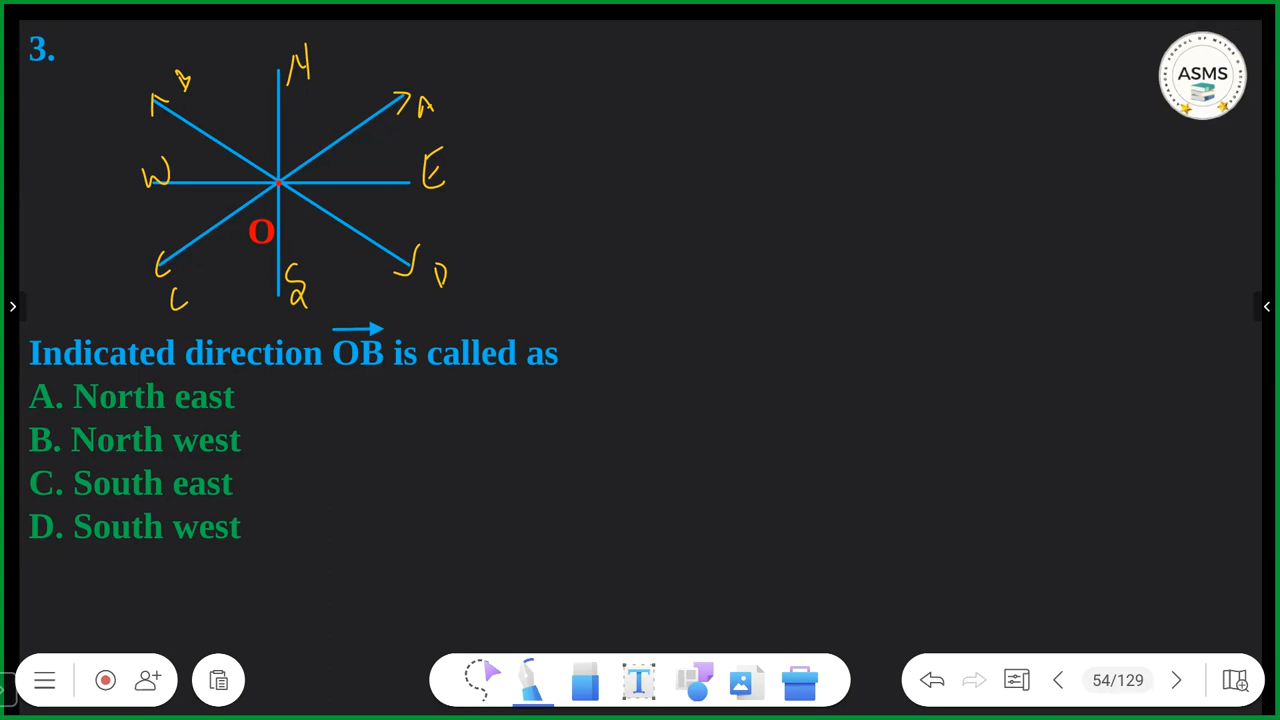 3.
N
A
W
E
O
S
D
C
ASMS
Indicated direction OB is called as
A. North east
B. North west
C. South east
D. South west
54/129